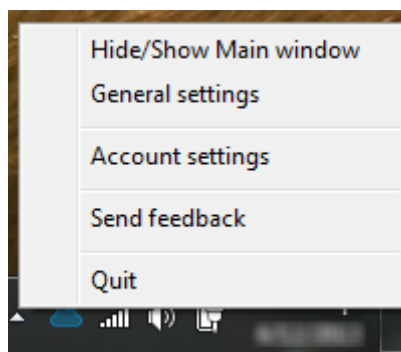 Hide/Show Main window
General settings
Account settings
Send feedback
Quit